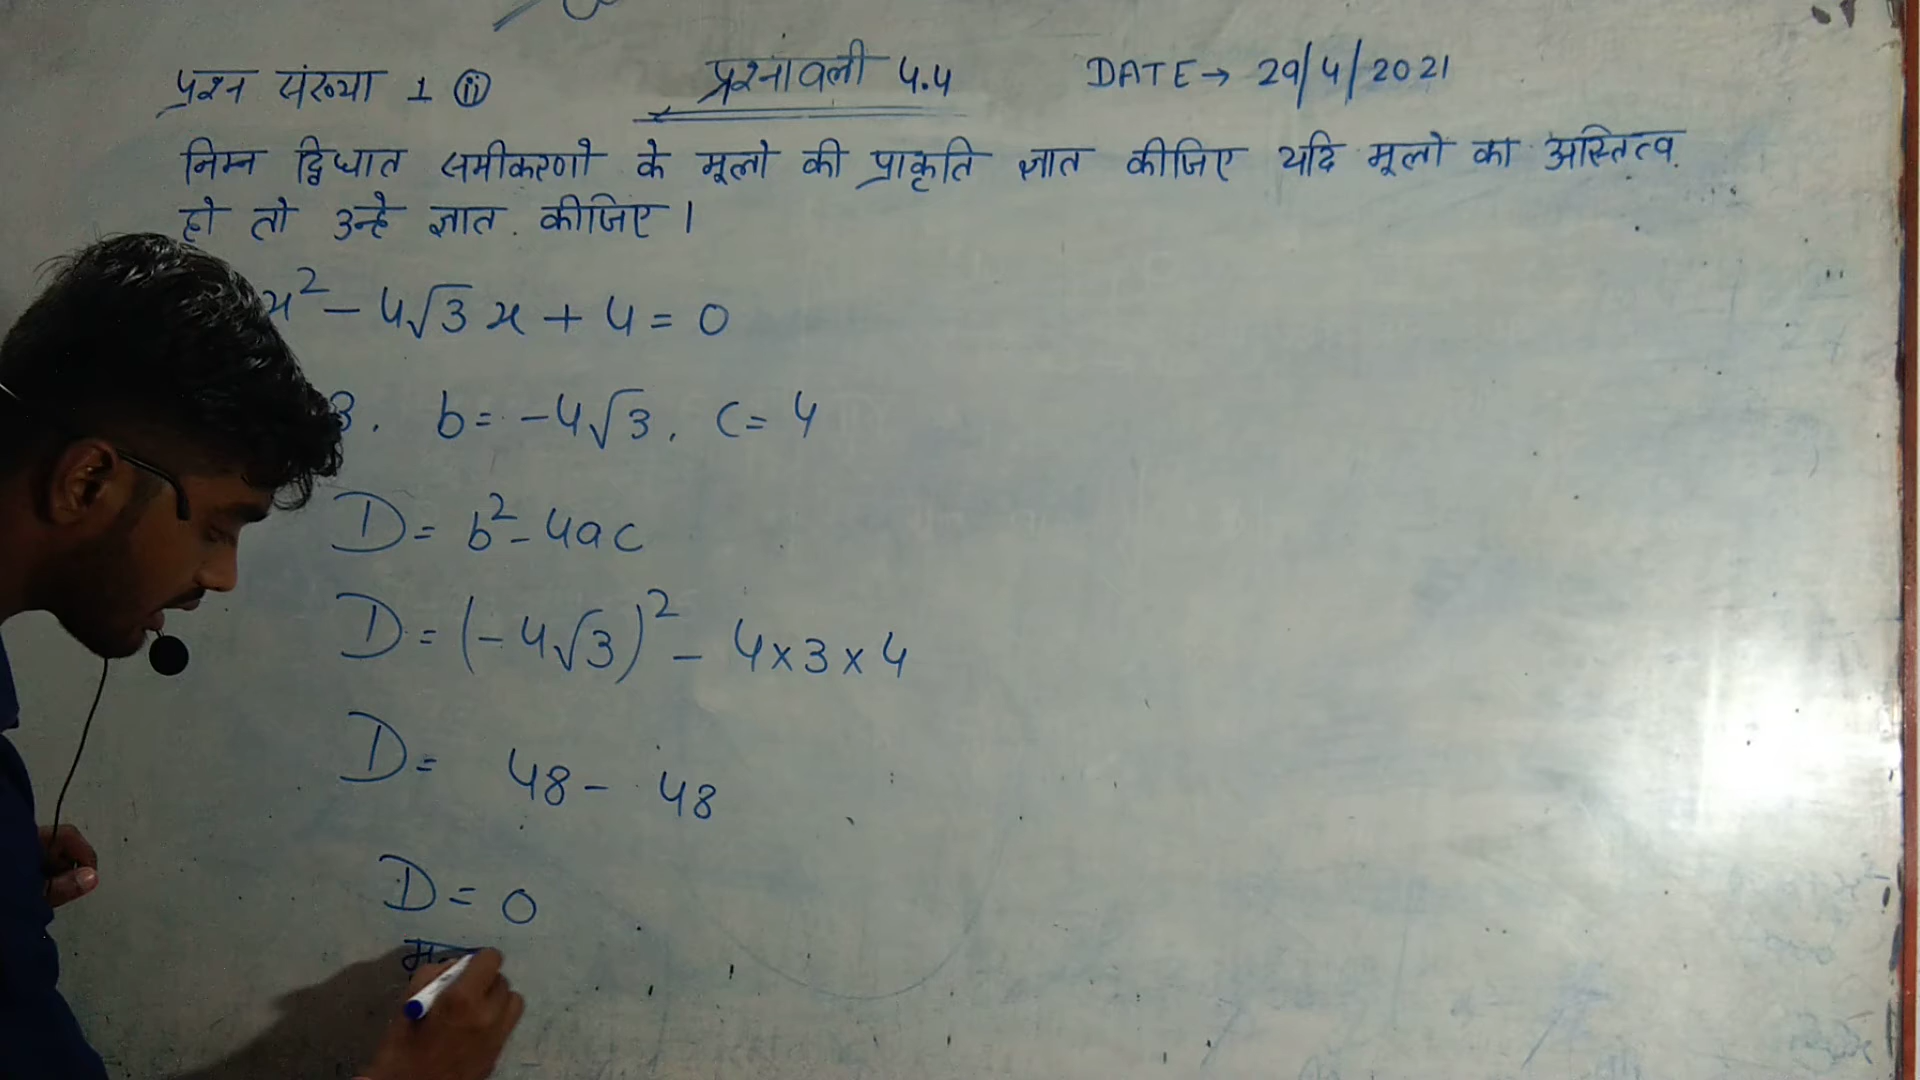 प्रश्न संख्या 1 (ii) प्रश्नावली 4.4 DATE → 29/4/2021
निम्न द्विघात समीकरणो के मूलो की प्राकृति ज्ञात कीजिए यदि मूलो का अस्तित्व
हो तो उन्हे ज्ञात कीजिए ।
x² - 4√3 x + 4 = 0
3. b = -4√3, c = 4
D = b² - 4ac
D = (-4√3)² - 4×3×4
D = 48 - 48
D = 0